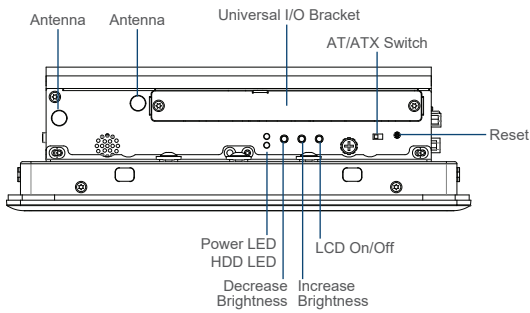 Antenna
Antenna
Universal I/O Bracket
AT/ATX Switch
Reset
Power LED
HDD LED
LCD On/Off
Decrease
Brightness
Increase
Brightness